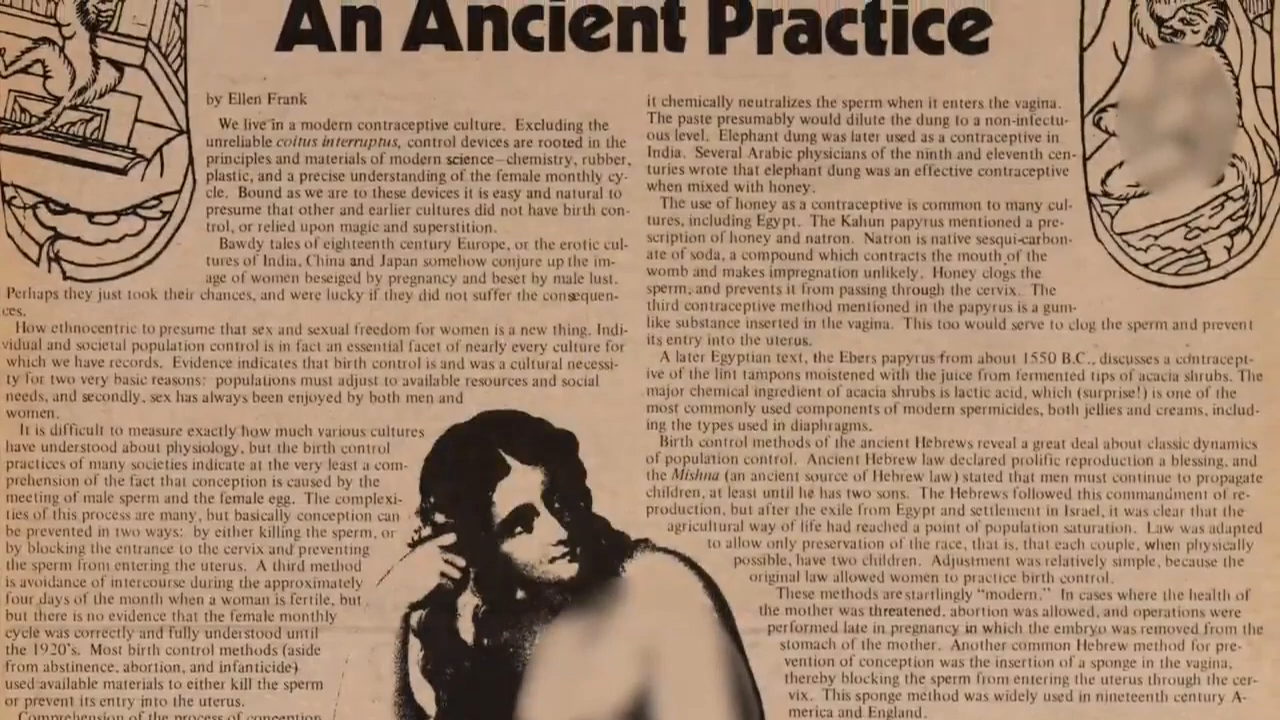 An Ancient Practice
by Ellen Frank
We live in a modern contraceptive culture. Excluding the
unreliable coitus interruptus, control devices are rooted in the
principles and materials of modern science—chemistry, rubber,
plastic, and a precise understanding of the female monthly cy-
cle. Bound as we are to these devices it is easy and natural to
presume that other and earlier cultures did not have birth con-
trol, or relied upon magic and superstition.
Bawdy tales of eighteenth century Europe, or the erotic cul-
tures of India, China and Japan somehow conjure up the im-
age of women beseiged by pregnancy and beset by male lust.
Perhaps they just took their chances, and were lucky if they did not suffer the consequen-
ces.
How ethnocentric to presume that sex and sexual freedom for women is a new thing. Indi-
vidual and societal population control is in fact an essential facet of nearly every culture for
which we have records. Evidence indicates that birth control is and was a cultural necessi-
ty for two very basic reasons: populations must adjust to available resources and social
needs, and secondly, sex has always been enjoyed by both men and
women.
It is difficult to measure exactly how much various cultures
have understood about physiology, but the birth control
practices of many societies indicate at the very least a com-
prehension of the fact that conception is caused by the
meeting of male sperm and the female egg. The complexi-
ties of this process are many, but basically conception can
be prevented in two ways: by either killing the sperm, or
by blocking the entrance to the cervix and preventing
the sperm from entering the uterus. A third method
is avoidance of intercourse during the approximately
four days of the month when a woman is fertile, but
but there is no evidence that the female monthly
cycle was correctly and fully understood until
the 1920's. Most birth control methods (aside
from abstinence, abortion, and infanticide)
used available materials to either kill the sperm
or prevent its entry into the uterus.
Comprehension of the process of conception
it chemically neutralizes the sperm when it enters the vagina.
The paste presumably would dilute the dung to a non-infectu-
ous level. Elephant dung was later used as a contraceptive in
India. Several Arabic physicians of the ninth and eleventh cen-
turies wrote that elephant dung was an effective contraceptive
when mixed with honey.
The use of honey as a contraceptive is common to many cul-
tures, including Egypt. The Kahun papyrus mentioned a pre-
scription of honey and natron. Natron is native sesqui-carbon-
ate of soda, a compound which contracts the mouth of the
womb and makes impregnation unlikely. Honey clogs the
sperm, and prevents it from passing through the cervix. The
third contraceptive method mentioned in the papyrus is a gum-
like substance inserted in the vagina. This too would serve to clog the sperm and prevent
its entry into the uterus.
A later Egyptian text, the Ebers papyrus from about 1550 B.C., discusses a contracept-
ive of the lint tampons moistened with the juice from fermented tips of acacia shrubs. The
major chemical ingredient of acacia shrubs is lactic acid, which (surprise!) is one of the
most commonly used components of modern spermicides, both jellies and creams, includ-
ing the types used in diaphragms.
Birth control methods of the ancient Hebrews reveal a great deal about classic dynamics
of population control. Ancient Hebrew law declared prolific reproduction a blessing, and
the Mishna (an ancient source of Hebrew law) stated that men must continue to propagate
children, at least until he has two sons. The Hebrews followed this commandment of re-
production, but after the exile from Egypt and settlement in Israel, it was clear that the
agricultural way of life had reached a point of population saturation. Law was adapted
to allow only preservation of the race, that is, that each couple, when physically
possible, have two children. Adjustment was relatively simple, because the
original law allowed women to practice birth control.
These methods are startlingly "modern." In cases where the health of
the mother was threatened, abortion was allowed, and operations were
performed late in pregnancy in which the embryo was removed from the
stomach of the mother. Another common Hebrew method for pre-
vention of conception was the insertion of a sponge in the vagina,
thereby blocking the sperm from entering the uterus through the cer-
vix. This sponge method was widely used in nineteenth century A-
merica and England.